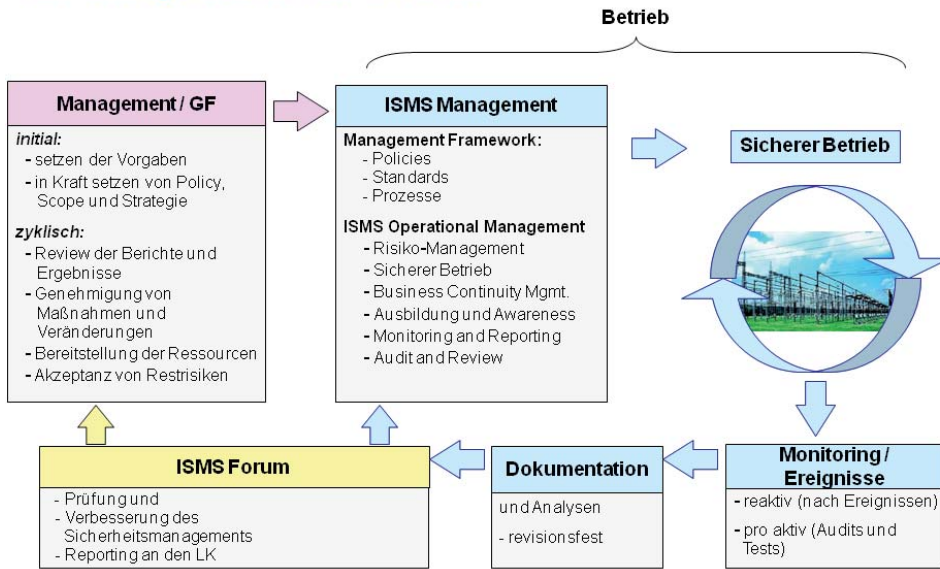 Betrieb
Management / GF
initial:
- setzen der Vorgaben
- in Kraft setzen von Policy,
Scope und Strategie
zyklisch:
- Review der Berichte und
Ergebnisse
- Genehmigung von
Maßnahmen und
Veränderungen
- Bereitstellung der Ressourcen
- Akzeptanz von Restrisiken
ISMS Management
Management Framework:
- Policies
- Standards
- Prozesse
ISMS Operational Management
- Risiko-Management
- Sicherer Betrieb
- Business Continuity Mgmt.
- Ausbildung und Awareness
- Monitoring and Reporting
- Audit and Review
Sicherer Betrieb
Monitoring /
Ereignisse
- reaktiv (nach Ereignissen)
- pro aktiv (Audits und
Tests)
Dokumentation
und Analysen
- revisionsfest
ISMS Forum
- Prüfung und
- Verbesserung des
Sicherheitsmanagements
- Reporting an den LK